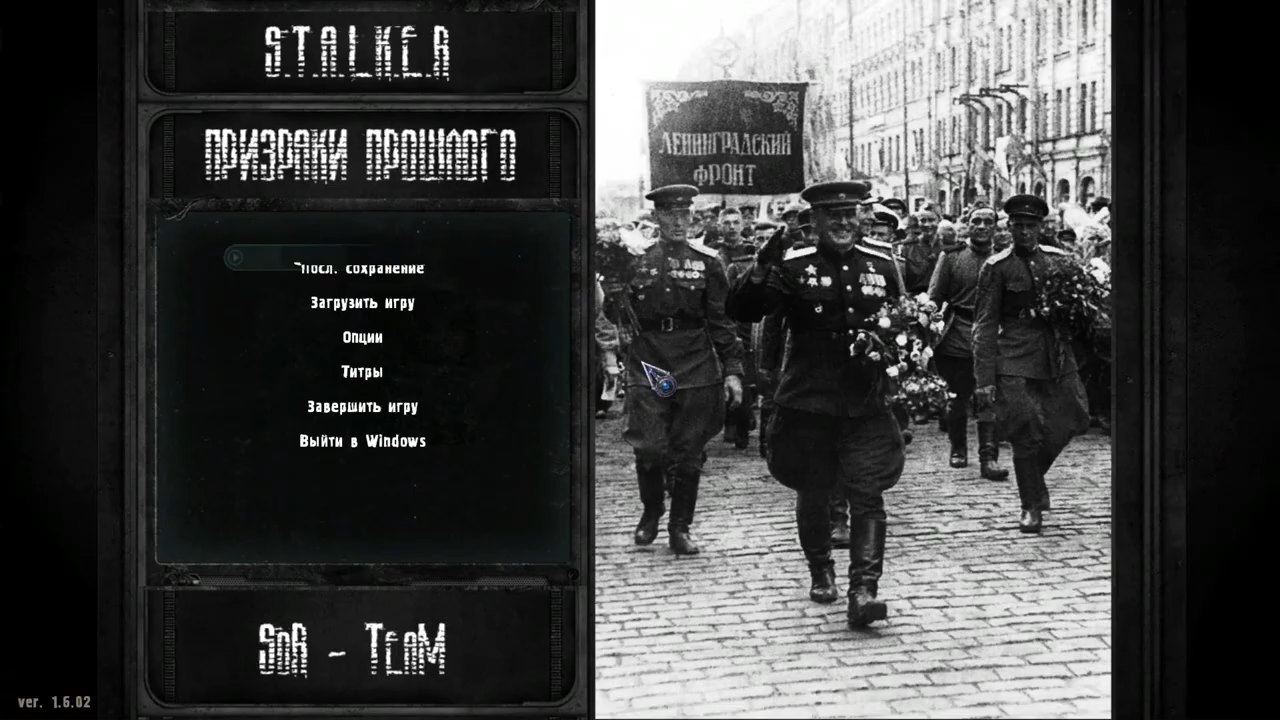 S.T.A.L.K.E.R
ПРИЗРАКИ ПРОШЛОГО
Посл. сохранение
Загрузить игру
Опции
Титры
Завершить игру
Выйти в Windows
SoR - TeaM
ver. 1.6.02
ЛЕНИНГРАДСКИЙ
ФРОНТ